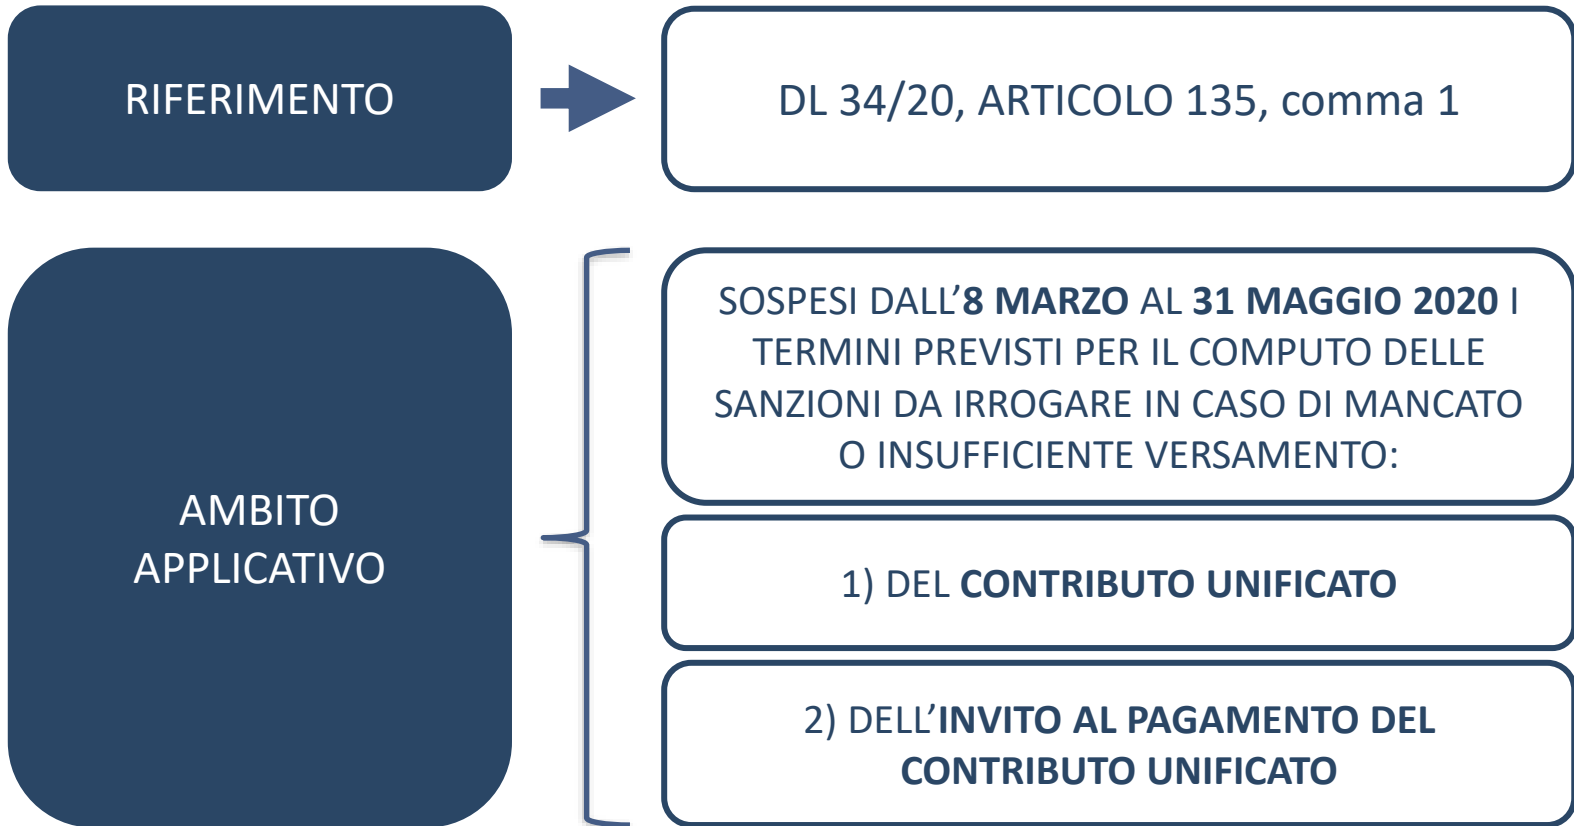 RIFERIMENTO
DL 34/20, ARTICOLO 135, comma 1
AMBITO
APPLICATIVO
SOSPESI DALL’8 MARZO AL 31 MAGGIO 2020 I
TERMINI PREVISTI PER IL COMPUTO DELLE
SANZIONI DA IRROGARE IN CASO DI MANCATO
O INSUFFICIENTE VERSAMENTO:
1) DEL CONTRIBUTO UNIFICATO
2) DELL’INVITO AL PAGAMENTO DEL
CONTRIBUTO UNIFICATO